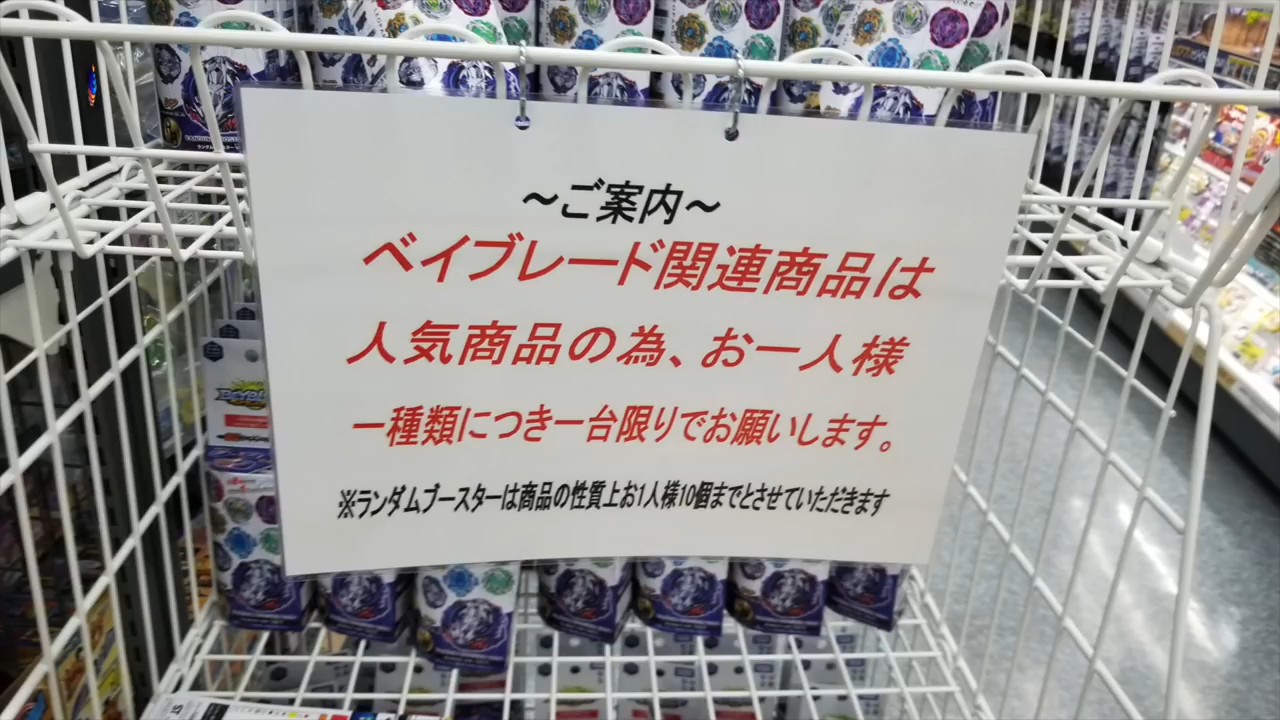 ～ご案内～
ベイブレード関連商品は
人気商品の為、お一人様
一種類につき一台限りでお願いします。
※ランダムブースターは商品の性質上お1人様10個までとさせていただきます